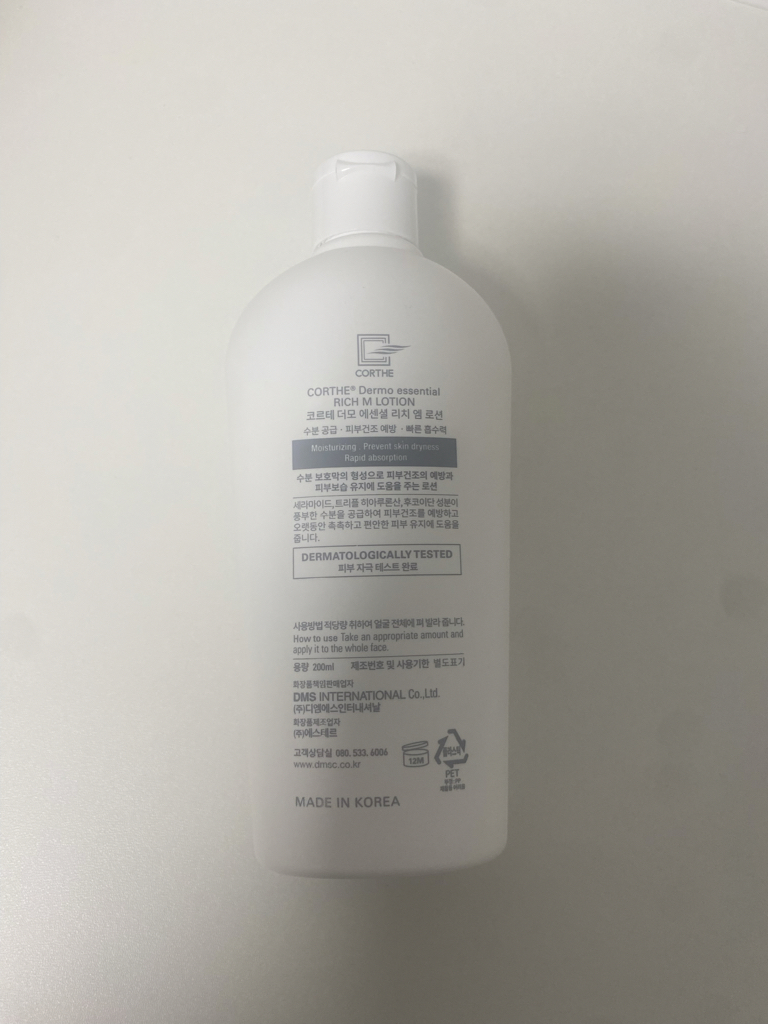 CORTHE
CORTHE® Dermo essential
RICH M LOTION
코르테 더모 에센셜 리치 엠 로션
수분 공급 · 피부건조 예방 · 빠른 흡수력
Moisturizing · Prevent skin dryness
Rapid absorption
수분 보호막의 형성으로 피부건조의 예방과
피부보습 유지에 도움을 주는 로션
세라마이드, 트리플 히아루론산, 후코이단 성분이
풍부한 수분을 공급하여 피부건조를 예방하고
오랫동안 촉촉하고 편안한 피부 유지에 도움을
줍니다.
DERMATOLOGICALLY TESTED
피부 자극 테스트 완료
사용방법 적당량 취하여 얼굴 전체에 펴 발라 줍니다.
How to use Take an appropriate amount and
apply it to the whole face.
용량 200ml 제조번호 및 사용기한 별도표기
화장품책임판매업자
DMS INTERNATIONAL Co.,Ltd.
(주)디엠에스인터내셔날
화장품제조업자
(주)에스테르
고객상담실 080. 533. 6006
www.dmsc.co.kr
12M
플라스틱
PET
MADE IN KOREA